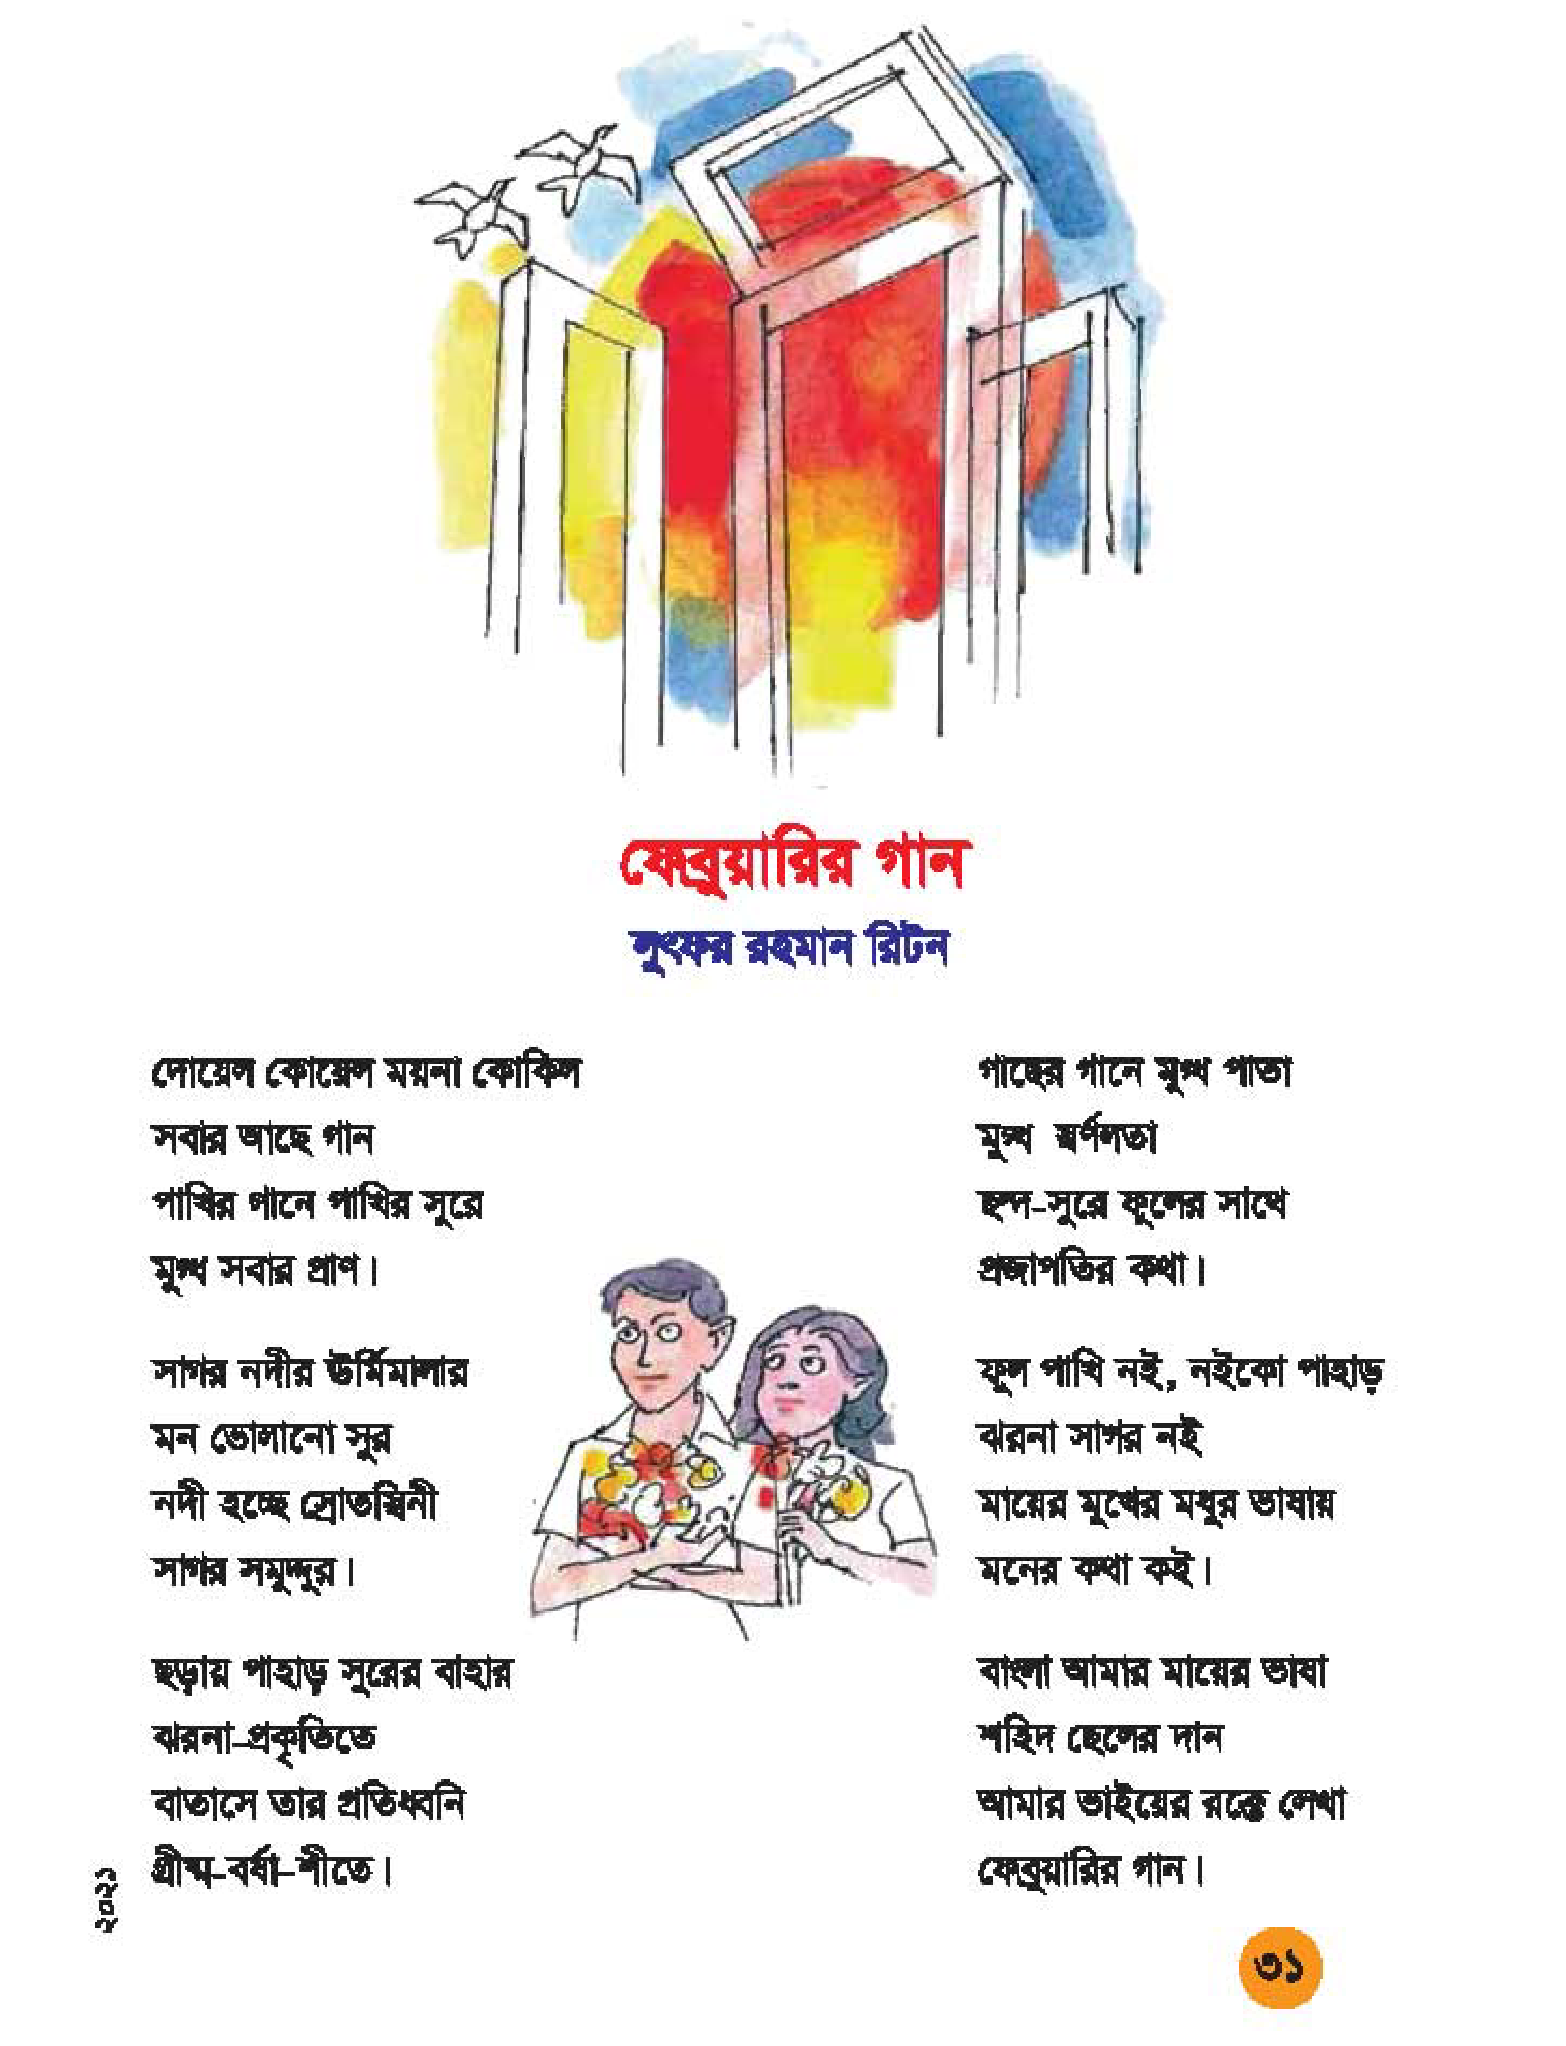 ফেব্রুয়ারির গান
লুৎফর রহমান রিটন
দোয়েল কোয়েল ময়না কোকিল
সবার আছে গান
পাখির গানে পাখির সুরে
মুগ্ধ সবার প্রাণ।
সাগর নদীর ঊর্মিমালার
মন ভোলানো সুর
নদী হচ্ছে স্রোতস্বিনী
সাগর সমুদ্দুর।
ছড়ায় পাহাড় সুরের বাহার
ঝরনা-প্রকৃতিতে
বাতাসে তার প্রতিধ্বনি
গ্রীষ্ম-বর্ষা-শীতে।
গাছের গানে মুগ্ধ পাতা
মুগ্ধ স্বর্ণলতা
ছন্দ-সুরে ফুলের সাথে
প্রজাপতির কথা।
ফুল পাখি নই, নইকো পাহাড়
ঝরনা সাগর নই
মায়ের মুখের মধুর ভাষায়
মনের কথা কই।
বাংলা আমার মায়ের ভাষা
শহিদ ছেলের দান
আমার ভাইয়ের রক্তে লেখা
ফেব্রুয়ারির গান।
২০২১
৩১